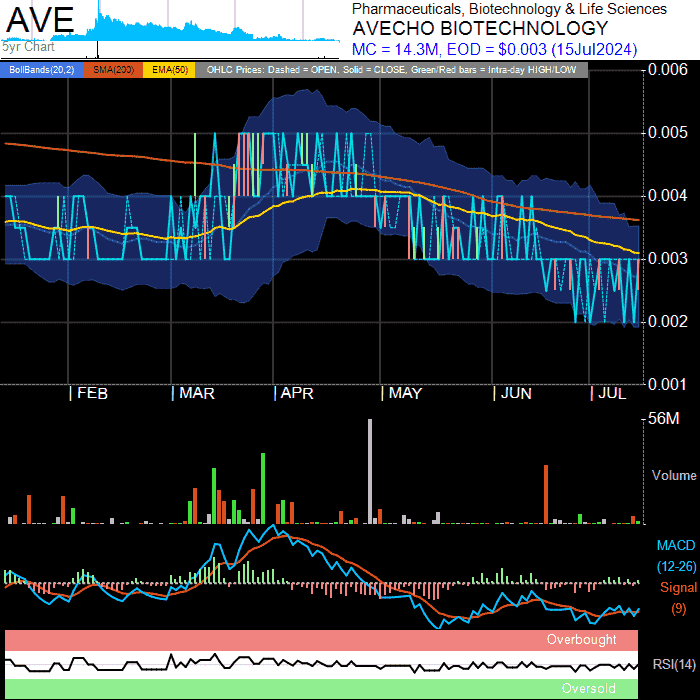 AVE
5yr Chart
Pharmaceuticals, Biotechnology & Life Sciences
AVECHO BIOTECHNOLOGY
MC = 14.3M, EOD = $0.003 (15Jul2024)
BollBands(20,2) SMA(200) EMA(50) OHLC Prices: Dashed = OPEN. Solid = CLOSE, Green/Red bars = Intra-day HIGH/LOW
0.006
0.005
0.004
0.003
0.002
0.001
FEB MAR APR MAY JUN JUL
56M
Volume
MACD
(12-26)
Signal
(9)
Overbought
RSI(14)
Oversold